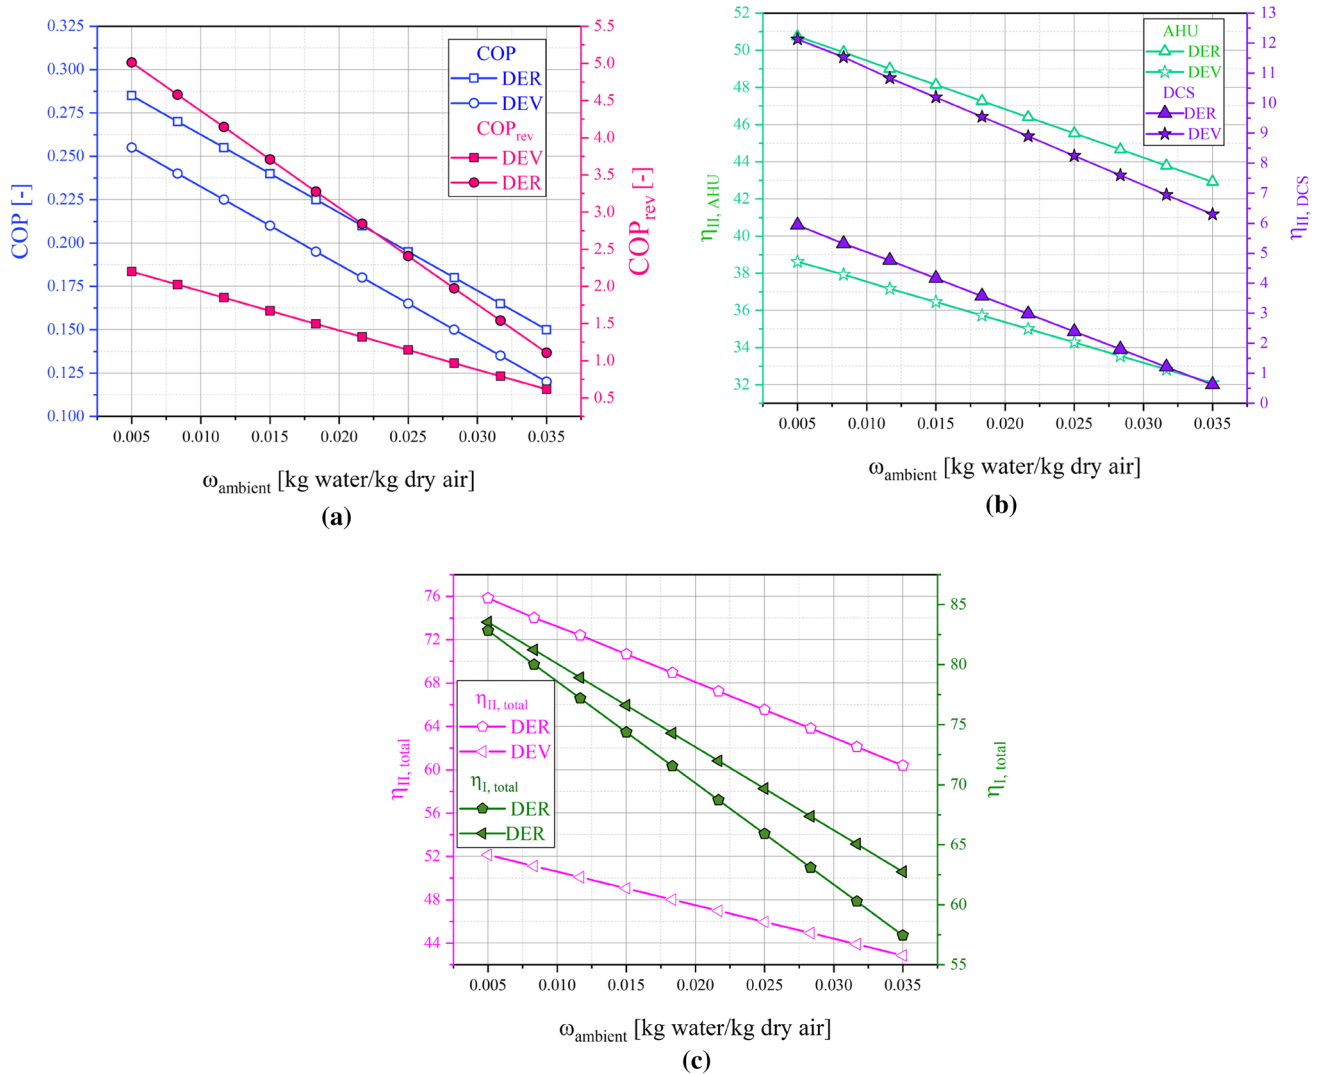 0.325
0.300
0.275
0.250
0.225
0.200
0.175
0.150
0.125
0.100
COP [-]
5.5
5.0
4.5
4.0
3.5
3.0
2.5
2.0
1.5
1.0
0.5
COPrev [-]
COP
DER
DEV
COPrev
DEV
DER
0.005 0.010 0.015 0.020 0.025 0.030 0.035
ωambient [kg water/kg dry air]
(a)
52
50
48
46
44
42
40
38
36
34
32
ηII, AHU
13
12
11
10
9
8
7
6
5
4
3
2
1
0
ηII, DCS
AHU
DER
DEV
DCS
DER
DEV
0.005 0.010 0.015 0.020 0.025 0.030 0.035
ωambient [kg water/kg dry air]
(b)
76
72
68
64
60
56
52
48
44
ηII, total
85
80
75
70
65
60
55
ηI, total
ηII, total
DER
DEV
ηI, total
DER
DER
0.005 0.010 0.015 0.020 0.025 0.030 0.035
ωambient [kg water/kg dry air]
(c)